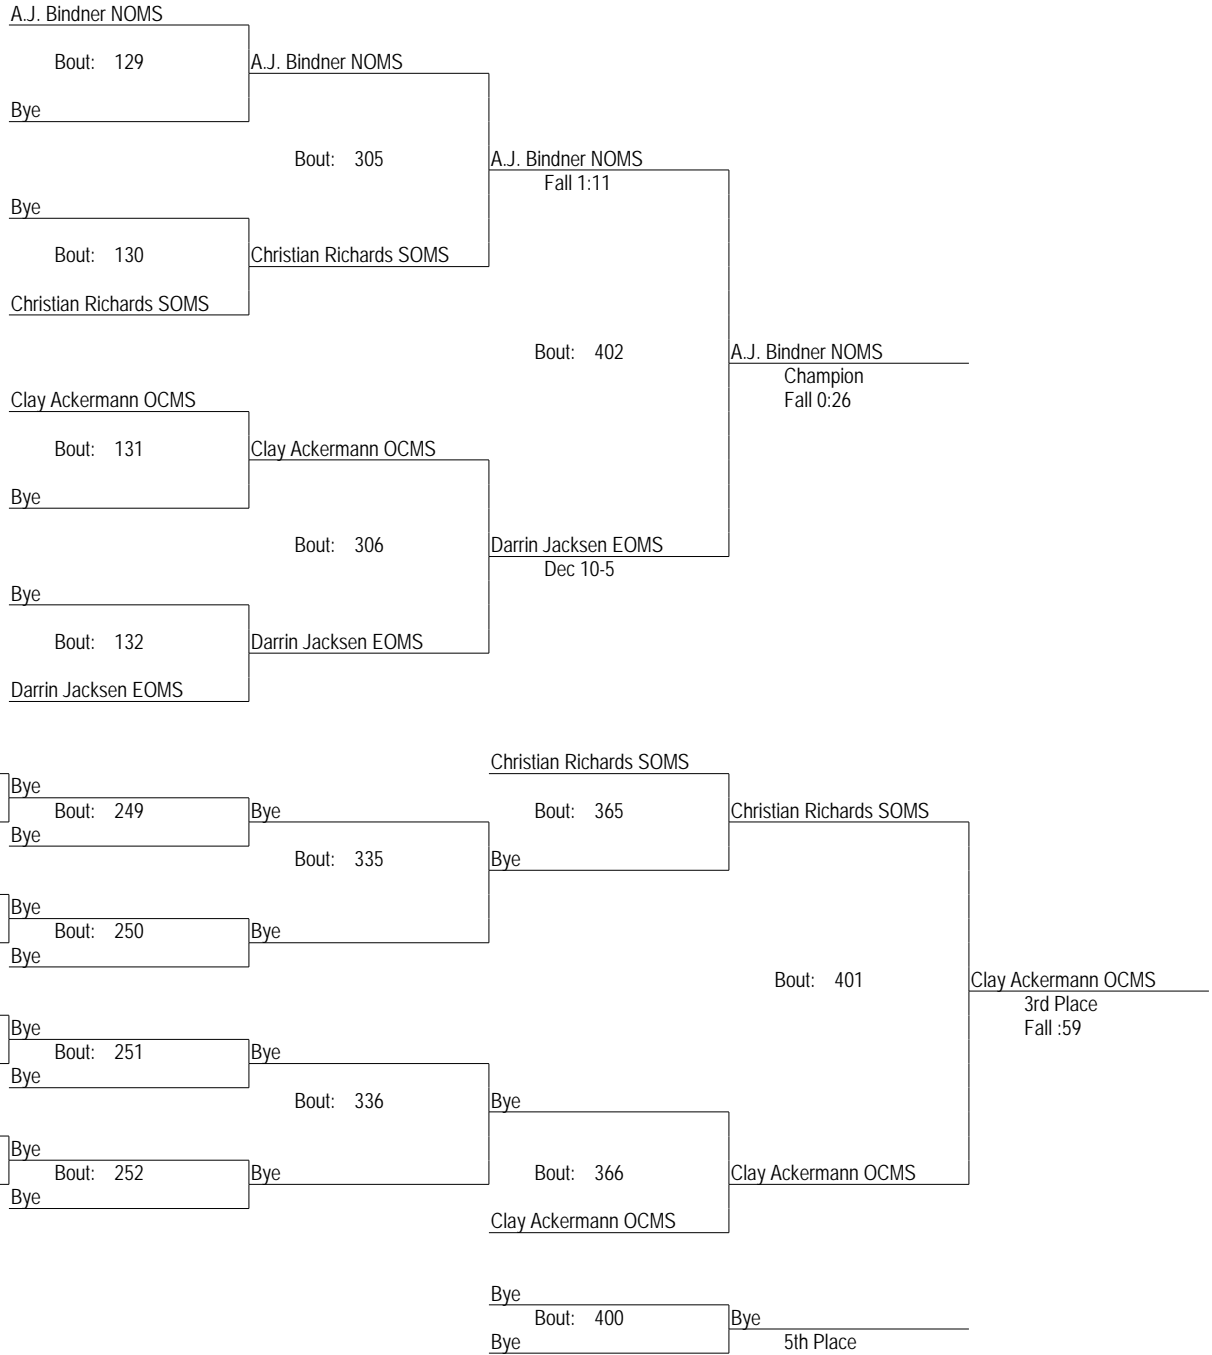 A.J. Bindner NOMS
Bout: 129 A.J. Bindner NOMS
Bye
Bout: 305 A.J. Bindner NOMS
Fall 1:11
Bye
Bout: 130 Christian Richards SOMS
Christian Richards SOMS
Bout: 402 A.J. Bindner NOMS
Champion
Clay Ackermann OCMS Fall 0:26
Bout: 131 Clay Ackermann OCMS
Bye
Bout: 306 Darrin Jacksen EOMS
Dec 10-5
Bye
Bout: 132 Darrin Jacksen EOMS
Darrin Jacksen EOMS
Christian Richards SOMS
Bye
Bout: 249 Bye Bout: 365 Christian Richards SOMS
Bye
Bout: 335 Bye
Bye
Bout: 250 Bye
Bye
Bout: 401 Clay Ackermann OCMS
3rd Place
Bye Fall :59
Bout: 251 Bye
Bye
Bout: 336 Bye
Bye
Bout: 252 Bye Bout: 366 Clay Ackermann OCMS
Bye
Clay Ackermann OCMS
Bye
Bout: 400 Bye
Bye 5th Place